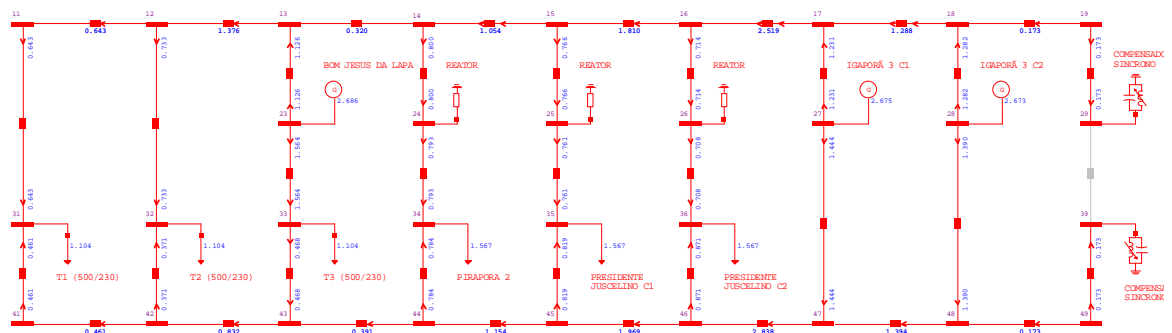 11 12 13 14 15 16 17 18 19
0.643 1.376 0.320 1.054 1.810 2.519 1.288 0.173
0.643 0.733 1.126 0.800 0.766 0.714 1.231 1.282 0.173
BOM JESUS DA LAPA REATOR REATOR REATOR IGAPORÃ 3 C1 IGAPORÃ 3 C2 COMPENSADO
SINCRONO
G G G
2.686 2.675 2.673
1.126 0.800 0.766 0.714 1.231 1.282 0.173
23 24 25 26 27 28 29
1.564 0.793 0.761 0.708 1.444 1.390
0.643 0.733 1.564 0.793 0.761 0.708
31 32 33 34 35 36 39
1.104 1.104 1.104 1.567 1.567 1.567
0.461 0.371 0.468 0.784 0.819 0.871 0.173
T1 (500/230) T2 (500/230) T3 (500/230) PIRAPORA 2 PRESIDENTE
JUSCELINO C1 PRESIDENTE
JUSCELINO C2 COMPENSA
SINCRONO
0.461 0.371 0.468 0.784 0.819 0.871 1.444 1.390 0.173
41 42 43 44 45 46 47 48 49
0.461 0.832 0.391 1.154 1.969 2.838 1.394 0.173